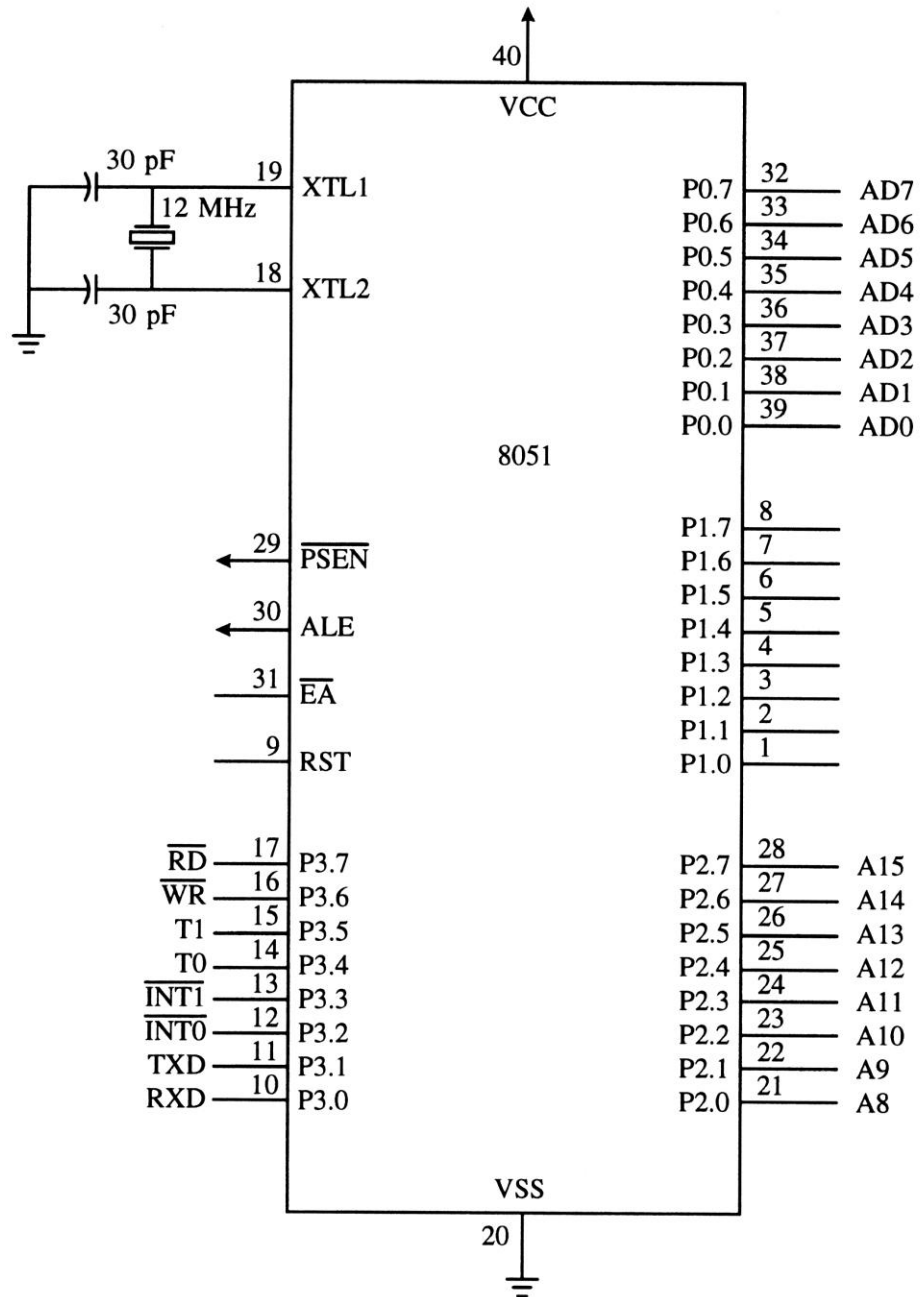 40
VCC
30 pF
19 XTL1
12 MHz
18 XTL2
30 pF
P0.7 32 AD7
P0.6 33 AD6
P0.5 34 AD5
P0.4 35 AD4
P0.3 36 AD3
P0.2 37 AD2
P0.1 38 AD1
P0.0 39 AD0
8051
29 PSEN
30 ALE
31 EA
9 RST
P1.7 8
P1.6 7
P1.5 6
P1.4 5
P1.3 4
P1.2 3
P1.1 2
P1.0 1
RD 17 P3.7
WR 16 P3.6
T1 15 P3.5
T0 14 P3.4
INT1 13 P3.3
INT0 12 P3.2
TXD 11 P3.1
RXD 10 P3.0
P2.7 28 A15
P2.6 27 A14
P2.5 26 A13
P2.4 25 A12
P2.3 24 A11
P2.2 23 A10
P2.1 22 A9
P2.0 21 A8
VSS
20